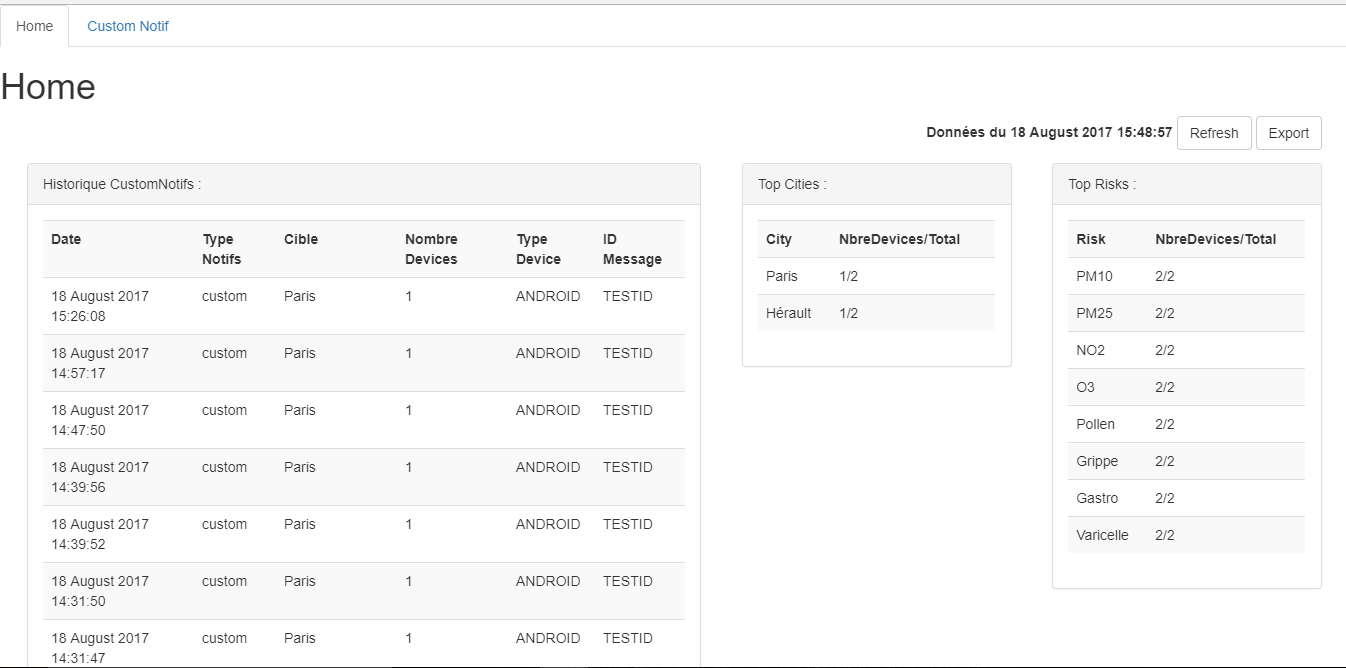 Home Custom Notif
Home
Données du 18 August 2017 15:48:57 Refresh Export
Historique CustomNotifs :
Date Type Notifs Cible Nombre Devices Type Device ID Message
18 August 2017 15:26:08 custom Paris 1 ANDROID TESTID
18 August 2017 14:57:17 custom Paris 1 ANDROID TESTID
18 August 2017 14:47:50 custom Paris 1 ANDROID TESTID
18 August 2017 14:39:56 custom Paris 1 ANDROID TESTID
18 August 2017 14:39:52 custom Paris 1 ANDROID TESTID
18 August 2017 14:31:50 custom Paris 1 ANDROID TESTID
18 August 2017 14:31:47 custom Paris 1 ANDROID TESTID
Top Cities :
City NbreDevices/Total
Paris 1/2
Hérault 1/2
Top Risks :
Risk NbreDevices/Total
PM10 2/2
PM25 2/2
NO2 2/2
O3 2/2
Pollen 2/2
Grippe 2/2
Gastro 2/2
Varicelle 2/2